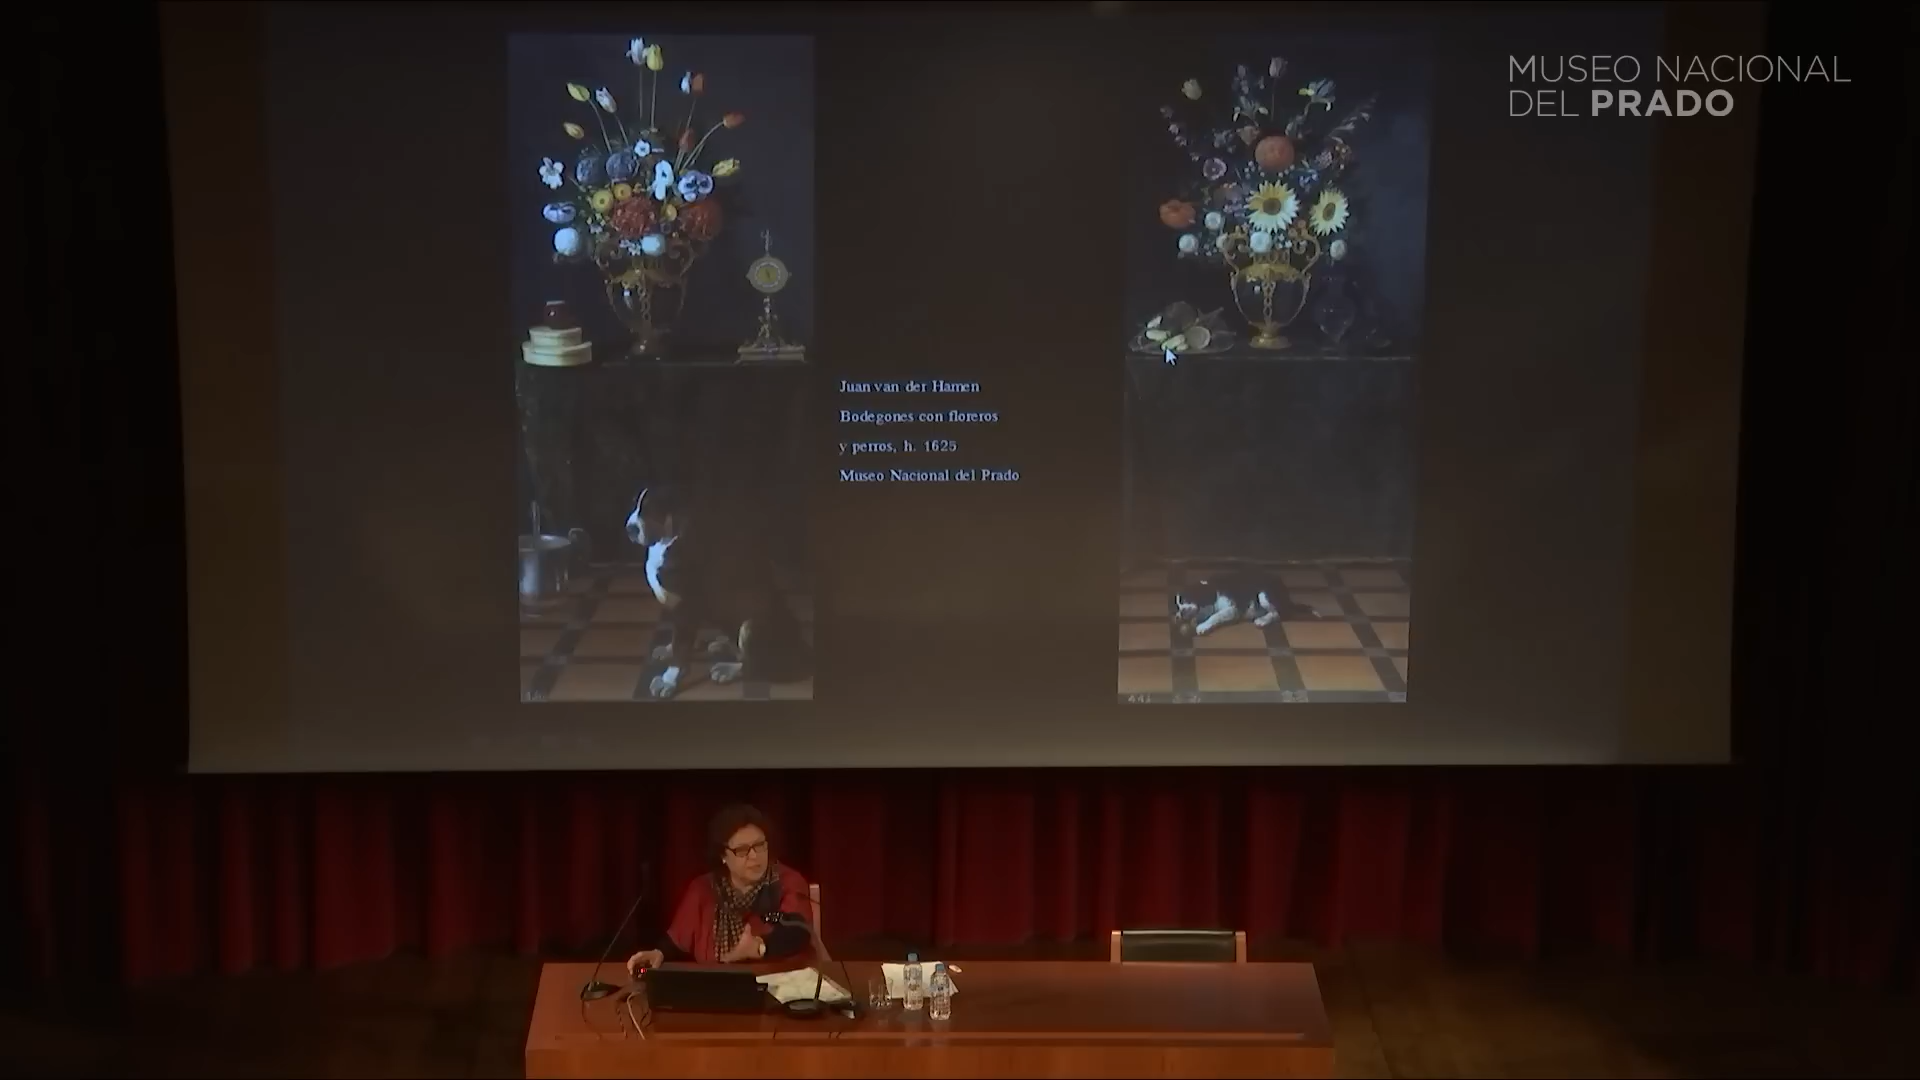 MUSEO NACIONAL
DEL PRADO
Juan van der Hamen
Bodegones con floreros
y perros, h. 1625
Museo Nacional del Prado